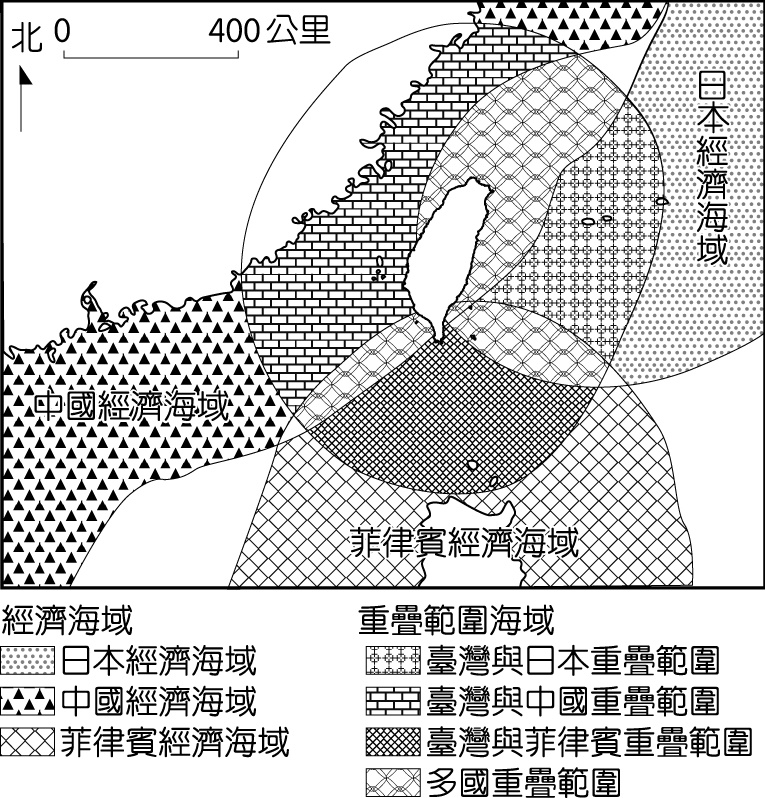 北 0 400公里
日本經濟海域
中國經濟海域
菲律賓經濟海域
經濟海域
日本經濟海域
中國經濟海域
菲律賓經濟海域
重疊範圍海域
臺灣與日本重疊範圍
臺灣與中國重疊範圍
臺灣與菲律賓重疊範圍
多國重疊範圍